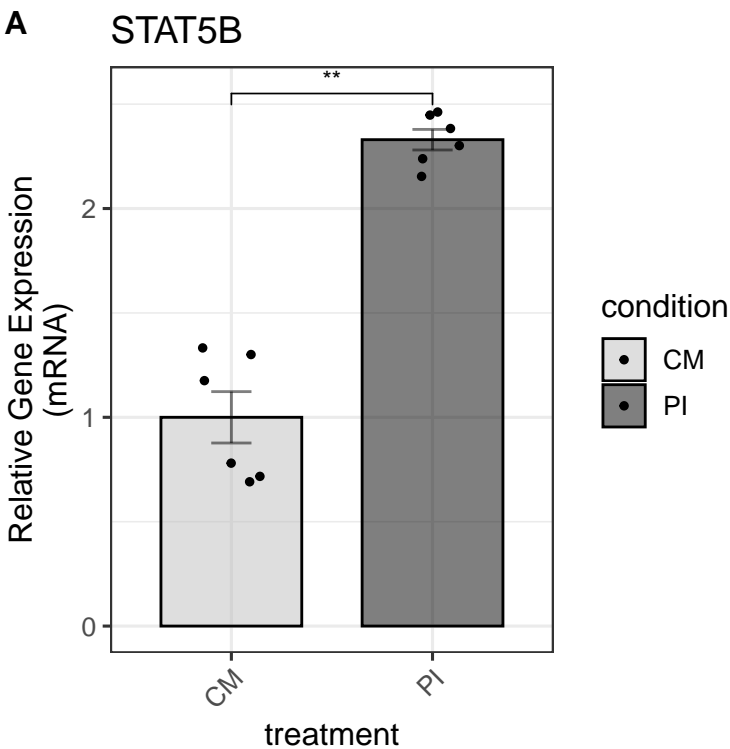 A
STAT5B
**
2
1
0
Relative Gene Expression
(mRNA)
CM
PI
treatment
condition
CM
PI